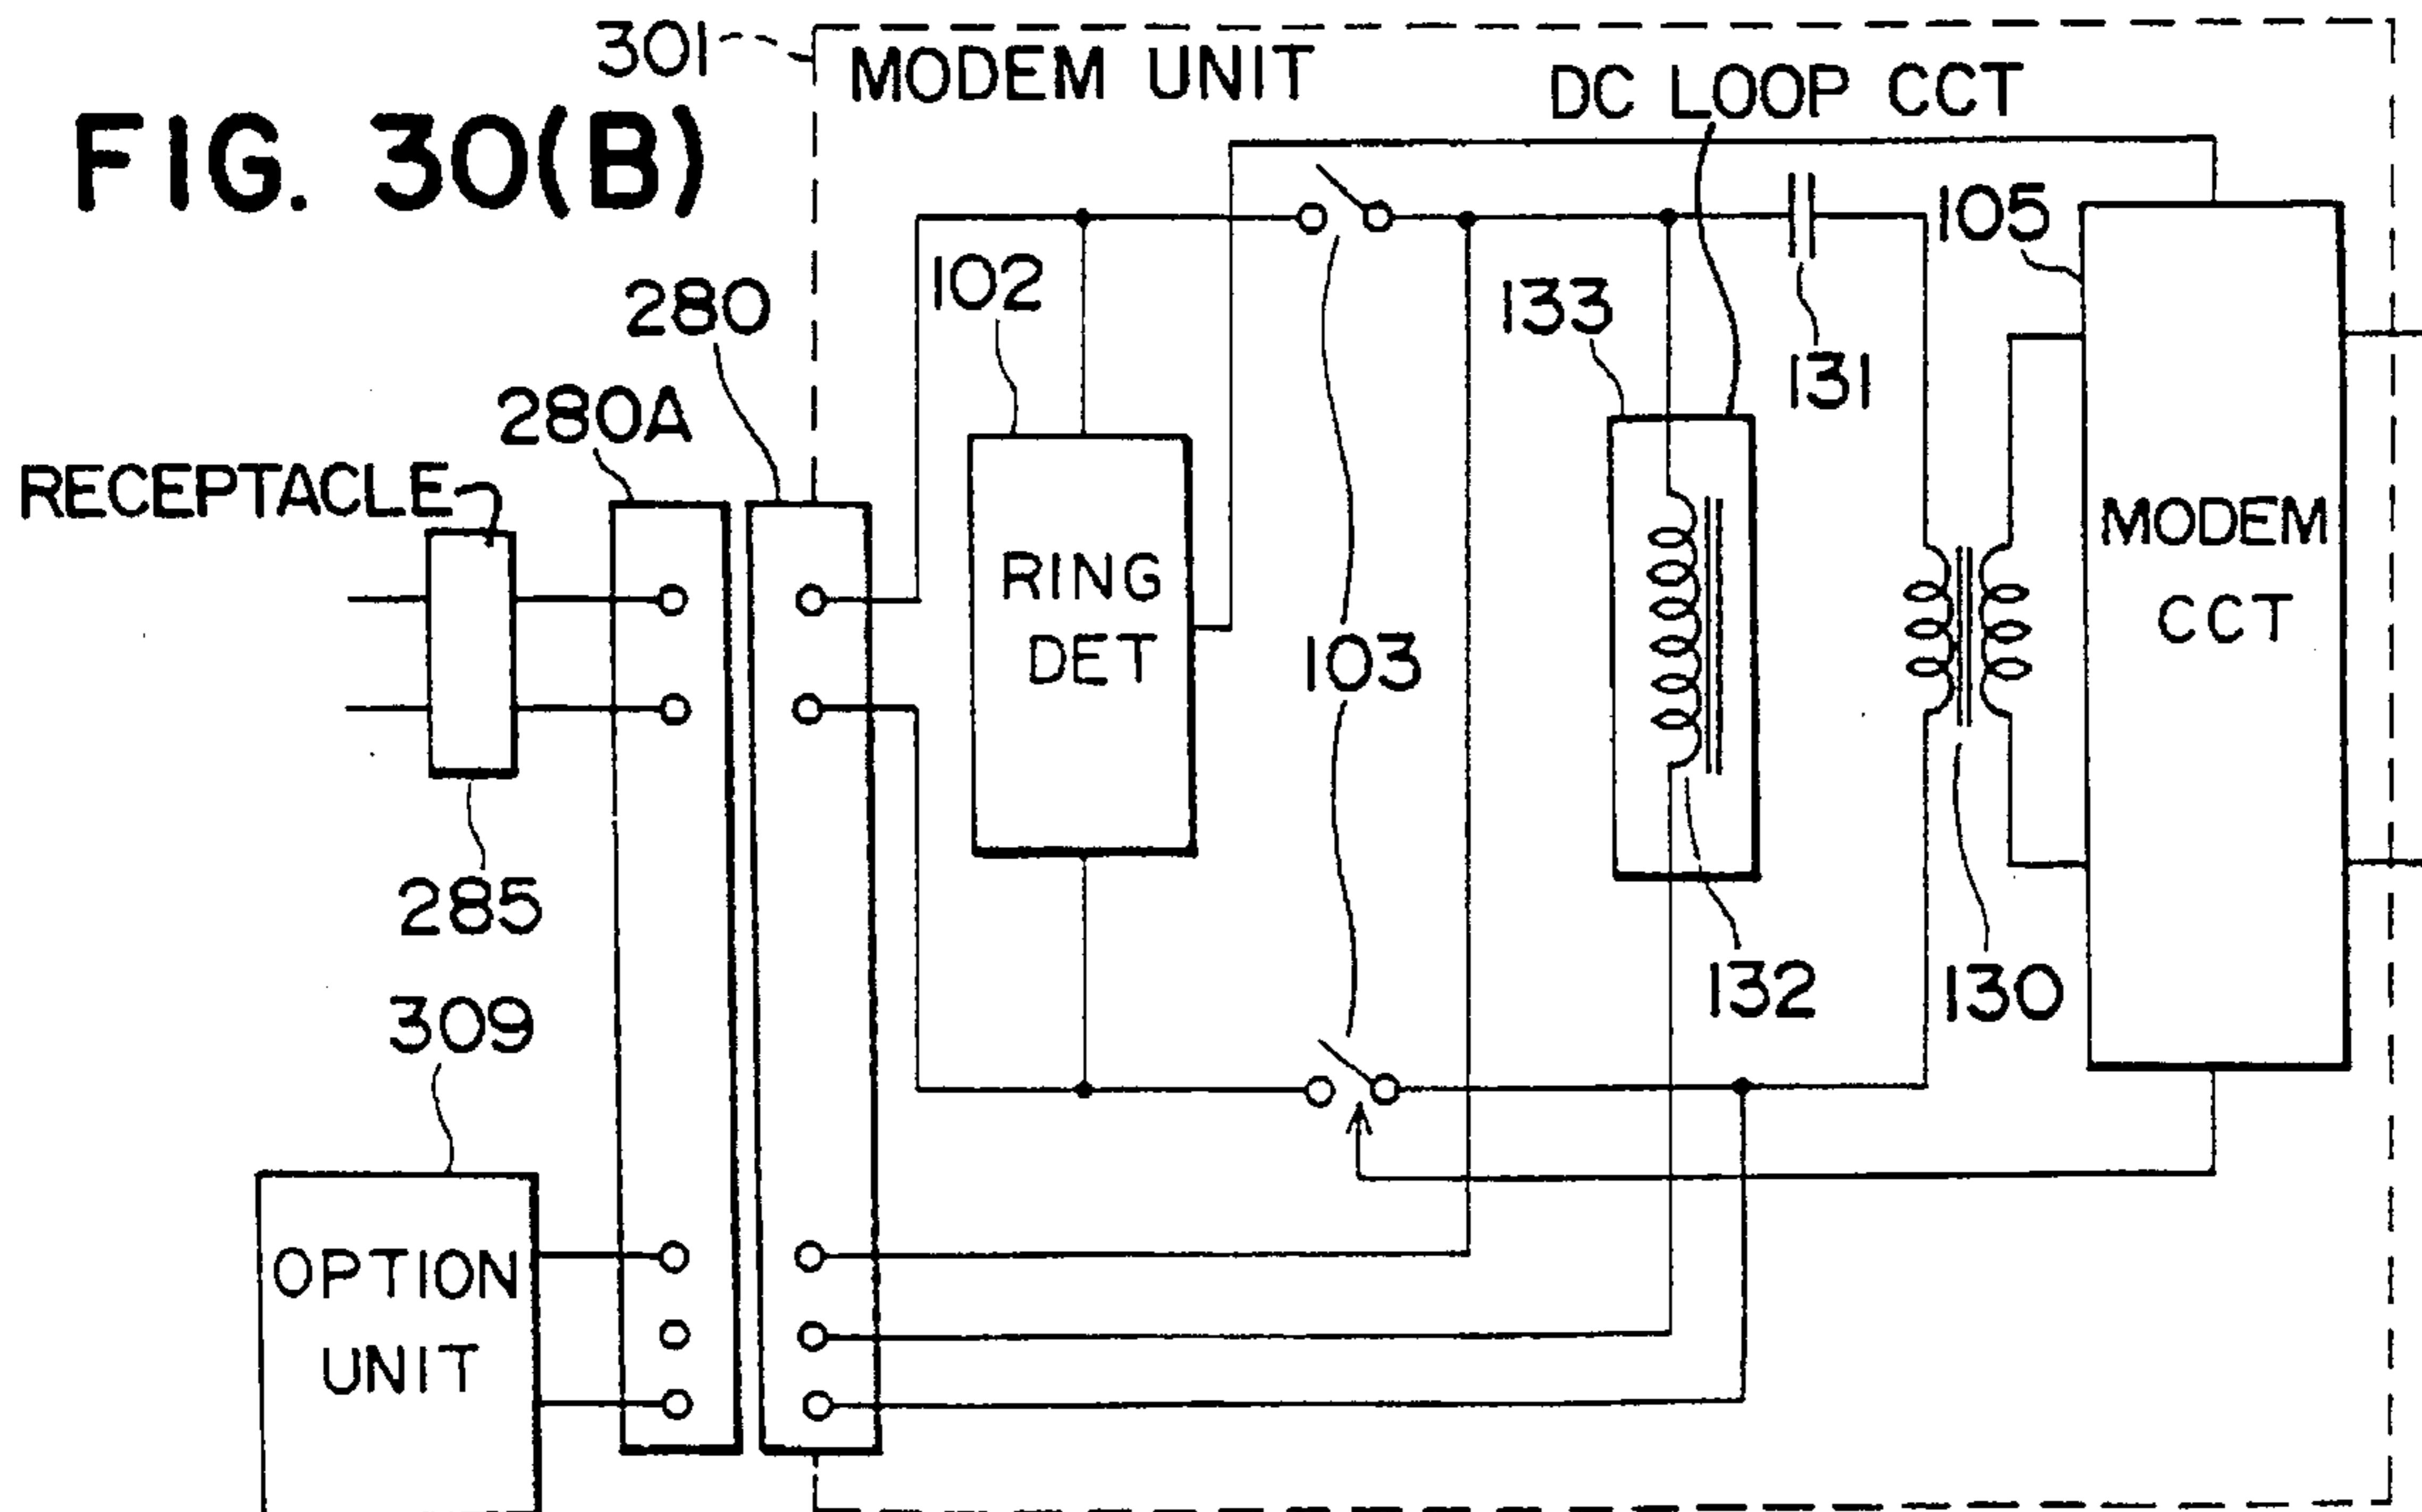 301
MODEM UNIT
DC LOOP CCT
FIG. 30(B)
105
102
280
133
131
280A
RECEPTACLE
MODEM
CCT
RING
DET
103
285
132
130
309
OPTION
UNIT